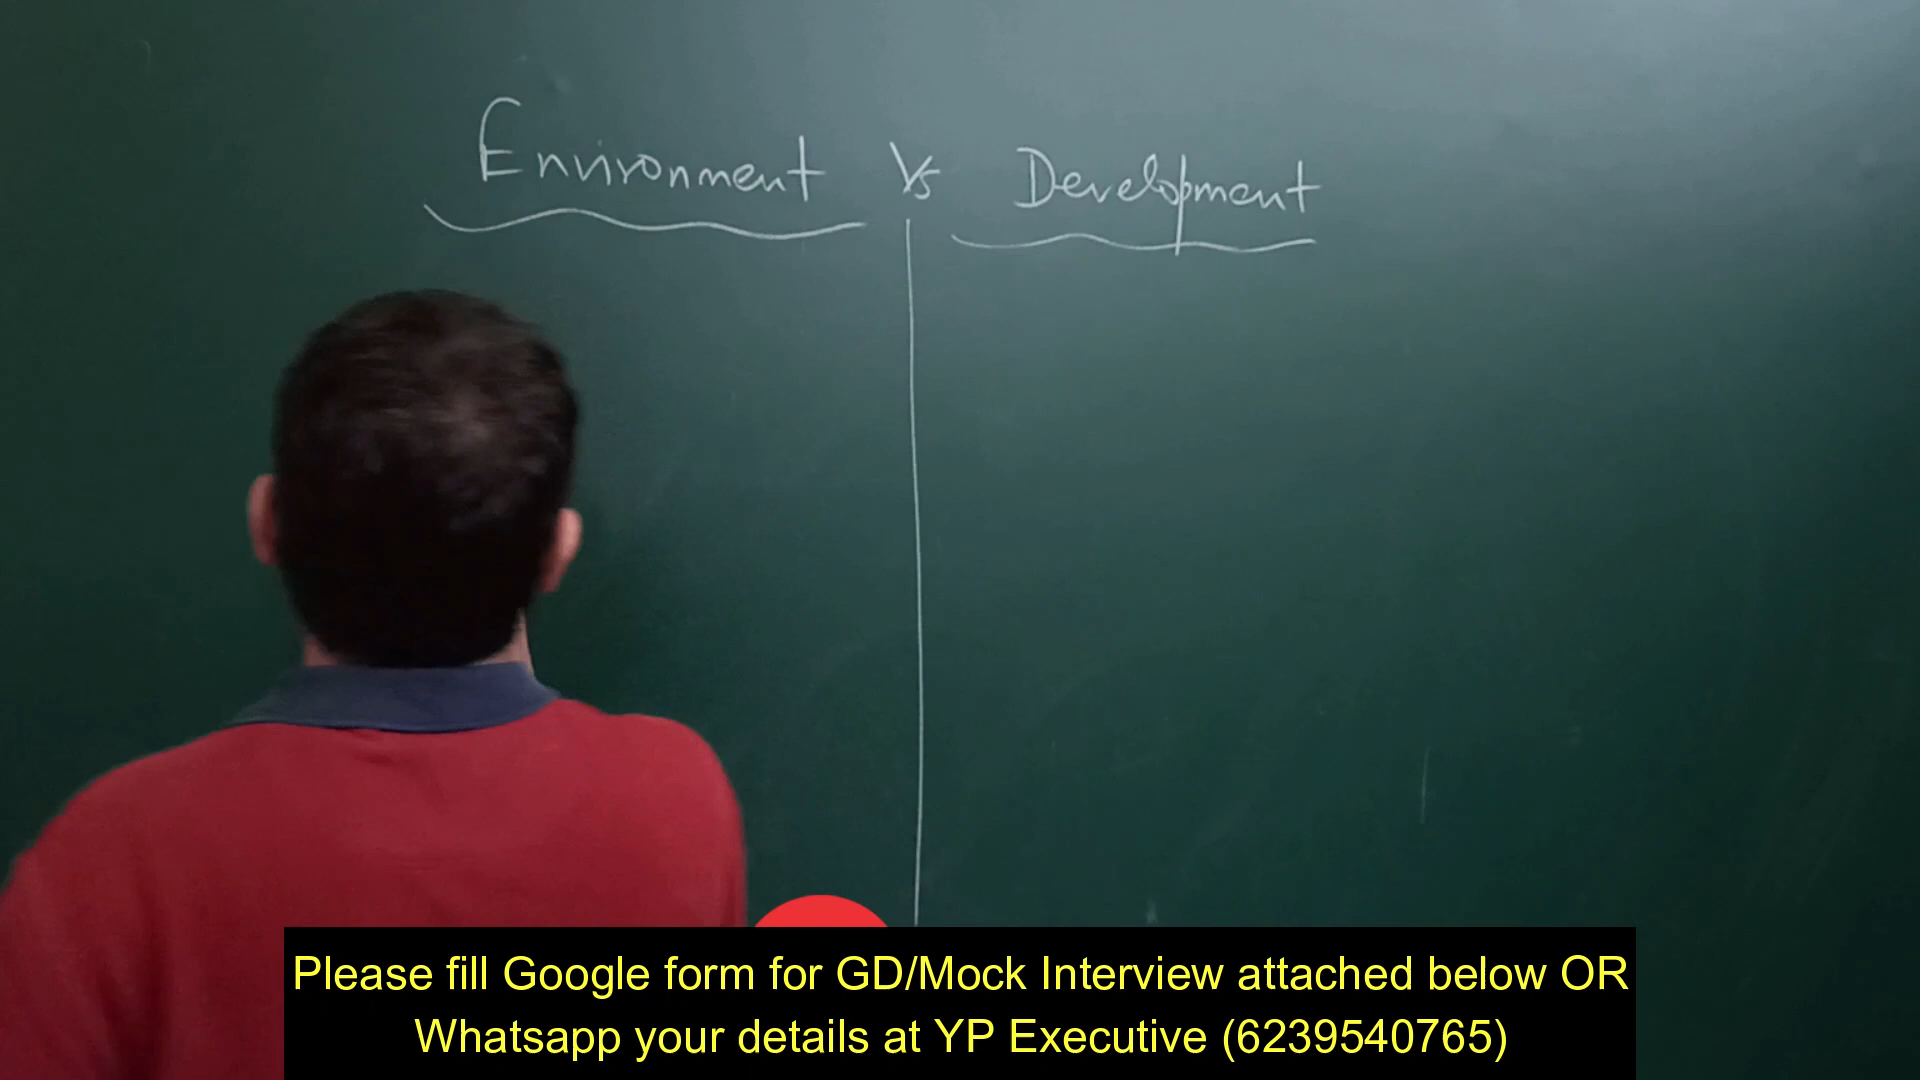 Environment Vs Development
Please fill Google form for GD/Mock Interview attached below OR
Whatsapp your details at YP Executive (6239540765)